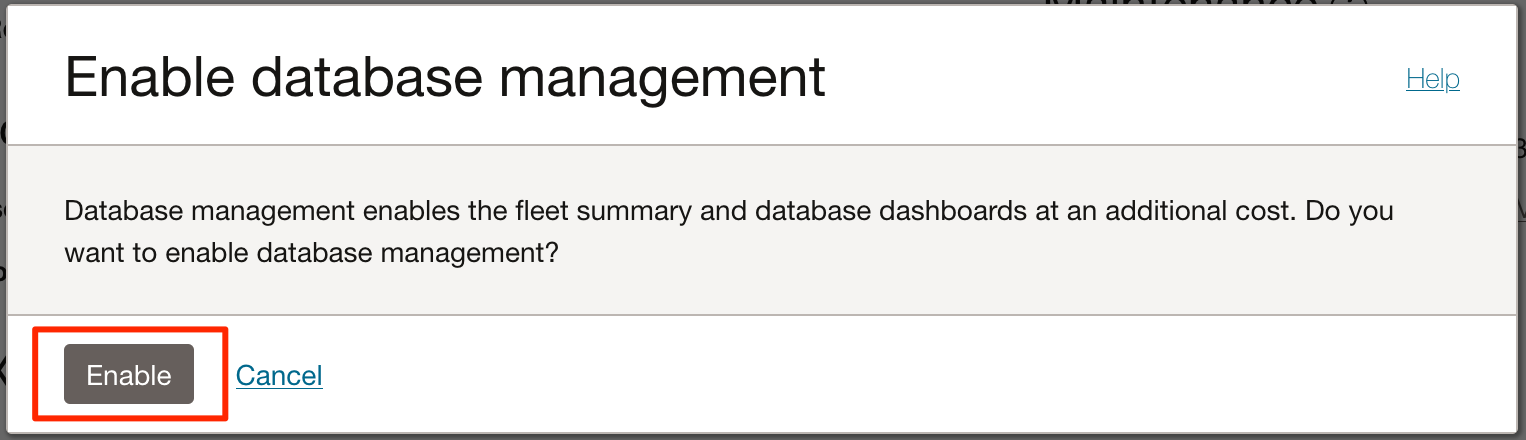 Enable database management
Help
Database management enables the fleet summary and database dashboards at an additional cost. Do you
want to enable database management?
Enable
Cancel